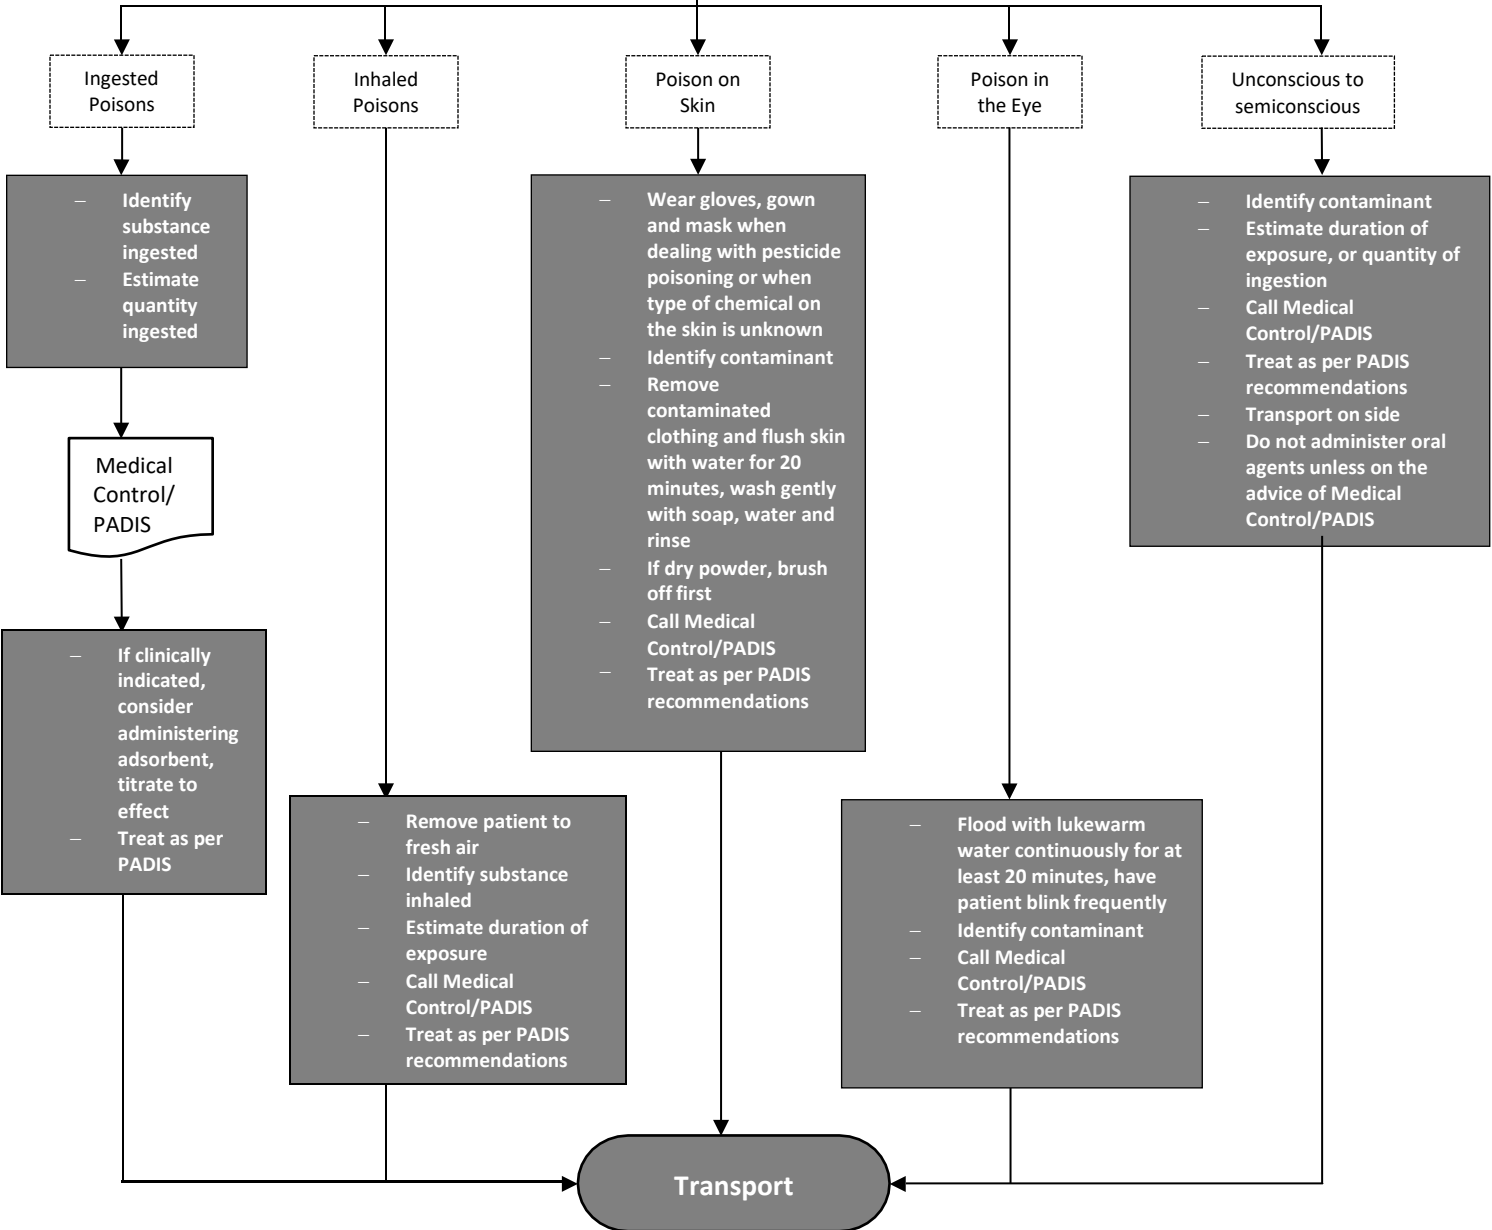 Ingested
Poisons
Inhaled
Poisons
Poison on
Skin
Poison in
the Eye
Unconscious to
semiconscious
– Identify
substance
ingested
– Estimate
quantity
ingested
Medical
Control/
PADIS
– If clinically
indicated,
consider
administering
adsorbent,
titrate to
effect
– Treat as per
PADIS
– Remove patient to
fresh air
– Identify substance
inhaled
– Estimate duration of
exposure
– Call Medical
Control/PADIS
– Treat as per PADIS
recommendations
– Wear gloves, gown
and mask when
dealing with pesticide
poisoning or when
type of chemical on
the skin is unknown
– Identify contaminant
– Remove
contaminated
clothing and flush skin
with water for 20
minutes, wash gently
with soap, water and
rinse
– If dry powder, brush
off first
– Call Medical
Control/PADIS
– Treat as per PADIS
recommendations
– Flood with lukewarm
water continuously for at
least 20 minutes, have
patient blink frequently
– Identify contaminant
– Call Medical
Control/PADIS
– Treat as per PADIS
recommendations
– Identify contaminant
– Estimate duration of
exposure, or quantity of
ingestion
– Call Medical
Control/PADIS
– Treat as per PADIS
recommendations
– Transport on side
– Do not administer oral
agents unless on the
advice of Medical
Control/PADIS
Transport